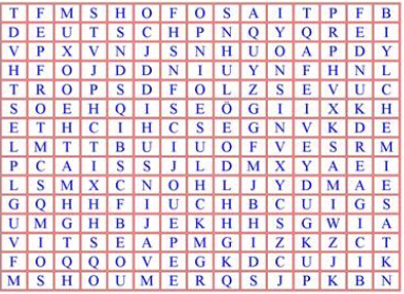 T F M S H O F O S A I T P F B
D E U T S C H P N Q Y Q R E I
V P X V N J S N H U O A P D Y
H F O J D D N I U Y N F H N L
T R O P S D F O L Z S E V U C
S O E H Q I S E Ö G I I X K H
E T H C I H C S E G N V K D E
L M T T B U I U O F V E S R M
P C A I S S J L D M X Y A E I
L S M X C N O H L J Y D M A E
G Q H H F I U C H B C U I G S
U M G H B J E K H H S G W I A
V I T S E A P M G I Z K Z C T
F O Q Q O V E G K D C U J I K
M S H O U M E R Q S J P K B N